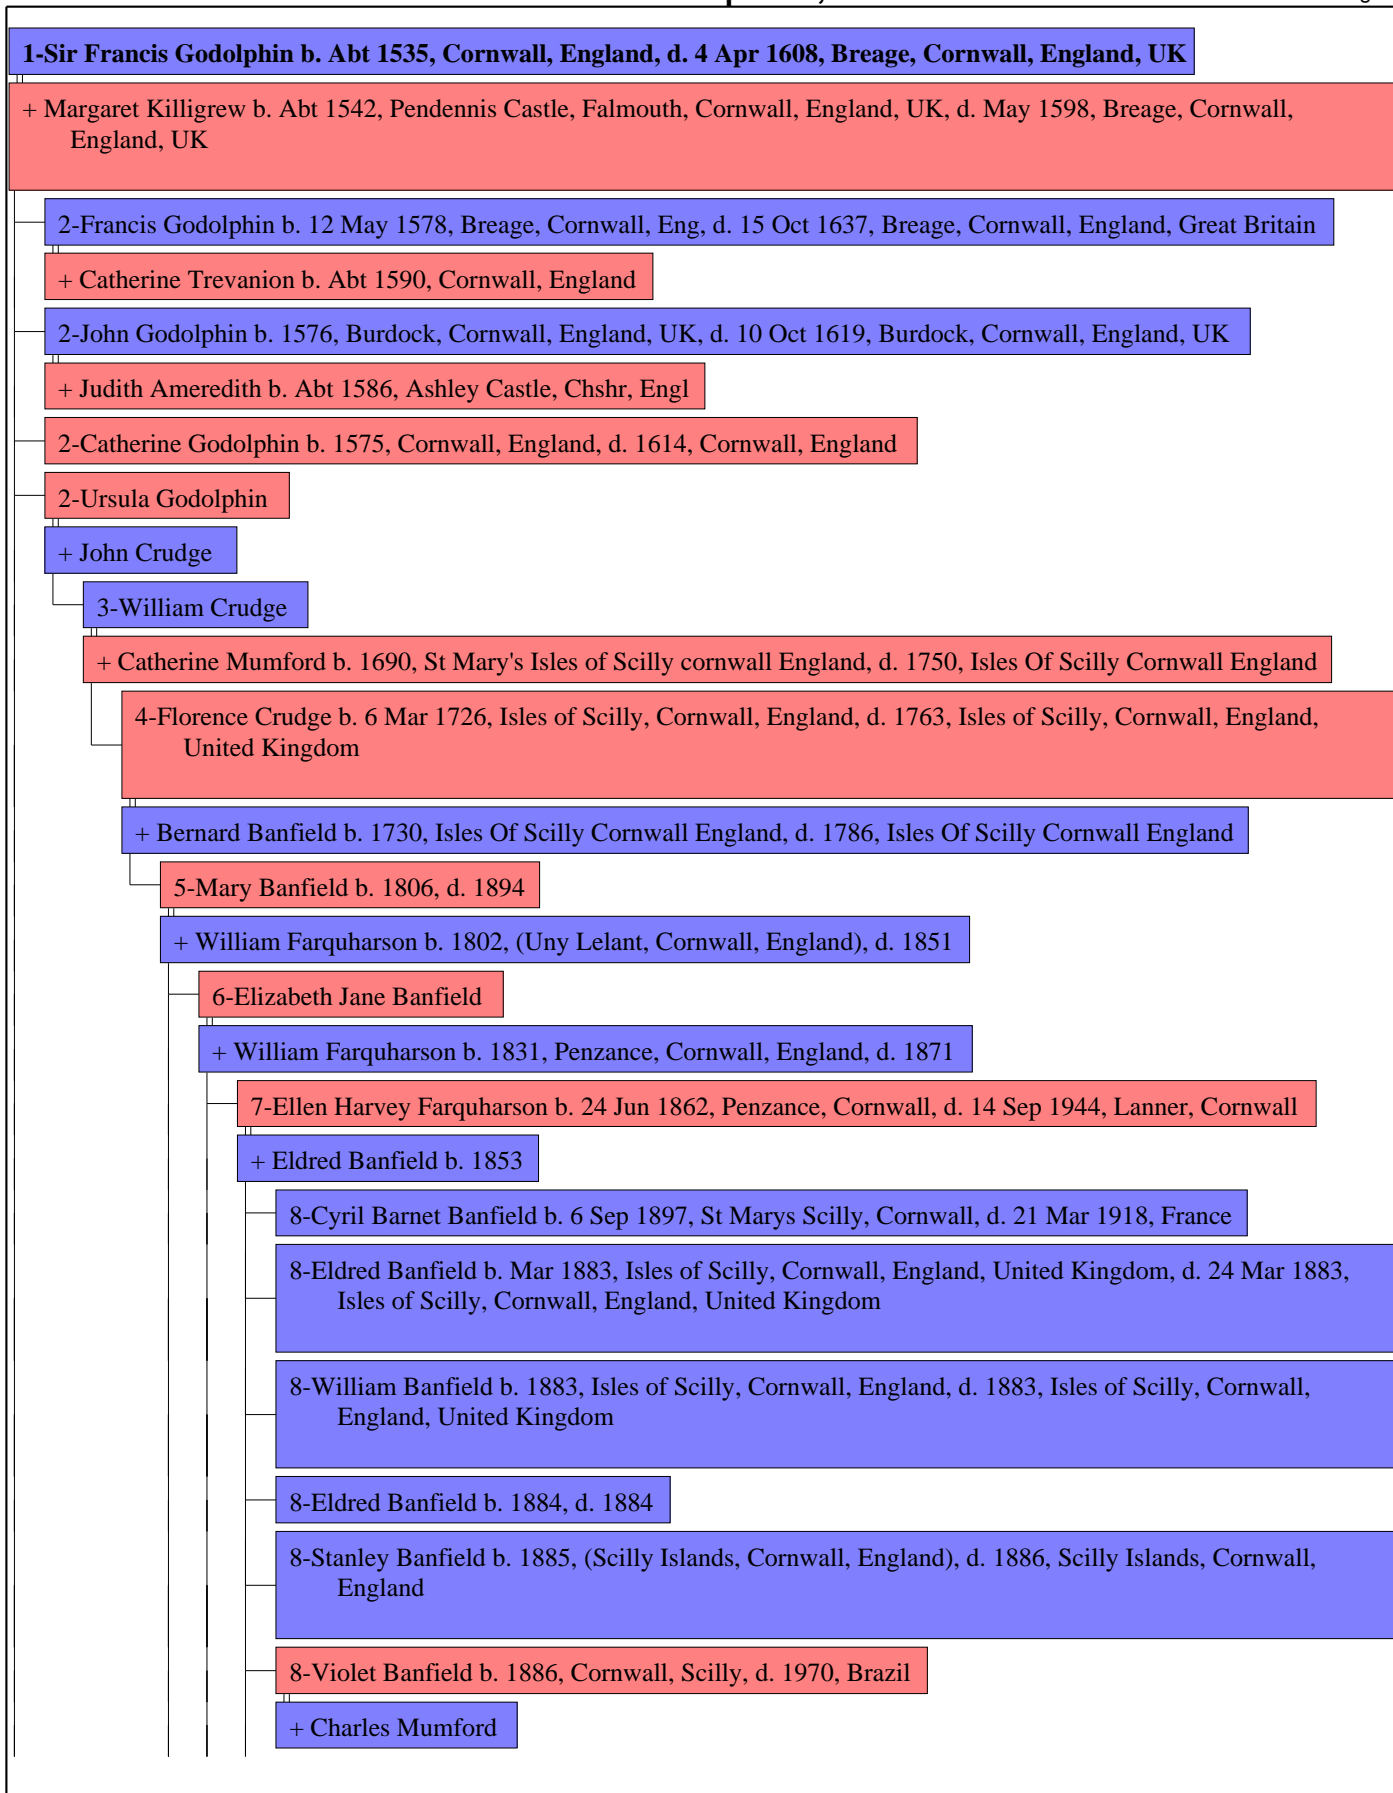 1-Sir Francis Godolphin b. Abt 1535, Cornwall, England, d. 4 Apr 1608, Breage, Cornwall, England, UK
+ Margaret Killigrew b. Abt 1542, Pendennis Castle, Falmouth, Cornwall, England, UK, d. May 1598, Breage, Cornwall,
England, UK
2-Francis Godolphin b. 12 May 1578, Breage, Cornwall, Eng, d. 15 Oct 1637, Breage, Cornwall, England, Great Britain
+ Catherine Trevanion b. Abt 1590, Cornwall, England
2-John Godolphin b. 1576, Burdock, Cornwall, England, UK, d. 10 Oct 1619, Burdock, Cornwall, England, UK
+ Judith Ameredith b. Abt 1586, Ashley Castle, Chshr, Engl
2-Catherine Godolphin b. 1575, Cornwall, England, d. 1614, Cornwall, England
2-Ursula Godolphin
+ John Crudge
3-William Crudge
+ Catherine Mumford b. 1690, St Mary's Isles of Scilly cornwall England, d. 1750, Isles Of Scilly Cornwall England
4-Florence Crudge b. 6 Mar 1726, Isles of Scilly, Cornwall, England, d. 1763, Isles of Scilly, Cornwall, England,
United Kingdom
+ Bernard Banfield b. 1730, Isles Of Scilly Cornwall England, d. 1786, Isles Of Scilly Cornwall England
5-Mary Banfield b. 1806, d. 1894
+ William Farquharson b. 1802, (Uny Lelant, Cornwall, England), d. 1851
6-Elizabeth Jane Banfield
+ William Farquharson b. 1831, Penzance, Cornwall, England, d. 1871
7-Ellen Harvey Farquharson b. 24 Jun 1862, Penzance, Cornwall, d. 14 Sep 1944, Lanner, Cornwall
+ Eldred Banfield b. 1853
8-Cyril Barnet Banfield b. 6 Sep 1897, St Marys Scilly, Cornwall, d. 21 Mar 1918, France
8-Eldred Banfield b. Mar 1883, Isles of Scilly, Cornwall, England, United Kingdom, d. 24 Mar 1883,
Isles of Scilly, Cornwall, England, United Kingdom
8-William Banfield b. 1883, Isles of Scilly, Cornwall, England, d. 1883, Isles of Scilly, Cornwall,
England, United Kingdom
8-Eldred Banfield b. 1884, d. 1884
8-Stanley Banfield b. 1885, (Scilly Islands, Cornwall, England), d. 1886, Scilly Islands, Cornwall,
England
8-Violet Banfield b. 1886, Cornwall, Scilly, d. 1970, Brazil
+ Charles Mumford